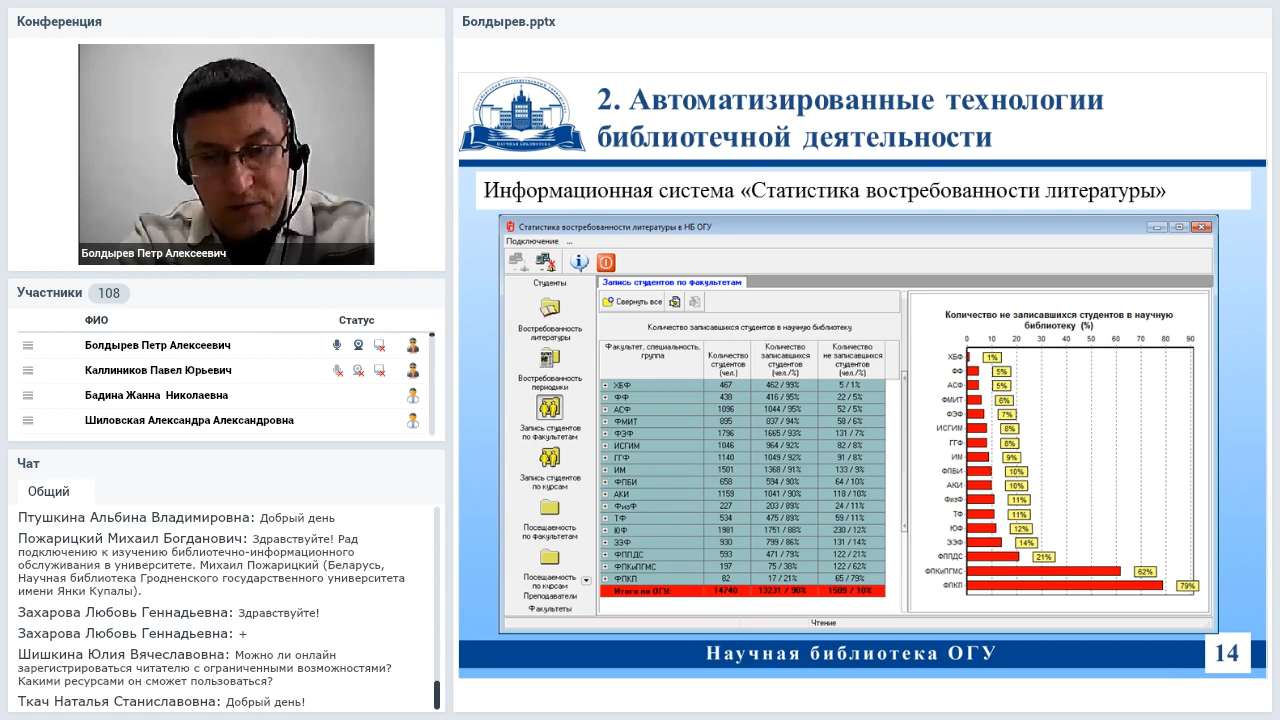 Конференция
Болдырев Петр Алексеевич
Участники 108
ФИО Статус
Болдырев Петр Алексеевич
Каллиников Павел Юрьевич
Бадина Жанна Николаевна
Шиловская Александра Александровна
Чат
Общий
Птушкина Альбина Владимировна: Добрый день
Пожарицкий Михаил Богданович: Здравствуйте! Рад
подключению к изучению библиотечно-информационного
обслуживания в университете. Михаил Пожарицкий (Беларусь,
Научная библиотека Гродненского государственного университета
имени Янки Купалы).
Захарова Любовь Геннадьевна: Здравствуйте!
Захарова Любовь Геннадьевна: +
Шишкина Юлия Вячеславовна: Можно ли онлайн
зарегистрироваться читателю с ограниченными возможностями?
Какими ресурсами он сможет пользоваться?
Ткач Наталья Станиславовна: Добрый день!
Болдырев.pptx
2. Автоматизированные технологии
библиотечной деятельности
НАУЧНАЯ БИБЛИОТЕКА
Информационная система «Статистика востребованности литературы»
Статистика востребованности литературы в НБ ОГУ
Подключение ...
Студенты
Востребованность
литературы
Востребованность
периодики
Запись студентов
по факультетам
Запись студентов
по курсам
Посещаемость
по факультетам
Посещаемость
по курсам
Преподаватели
Факультеты
Запись студентов по факультетам
Свернуть все
Количество записавшихся студентов в научную библиотеку
Факультет, специальность, группа Количество студентов (чел.) Количество записавшихся студентов (чел./%) Количество не записавшихся студентов (чел./%)
ХБФ 467 462 / 99% 5 / 1%
ФФ 438 416 / 95% 22 / 5%
АСФ 1096 1044 / 95% 52 / 5%
ФМИТ 895 837 / 94% 58 / 6%
ФЭФ 1796 1665 / 93% 131 / 7%
ИСГИМ 1046 964 / 92% 82 / 8%
ГГФ 1140 1049 / 92% 91 / 8%
ИМ 1501 1368 / 91% 133 / 9%
ФПБИ 658 594 / 90% 64 / 10%
АКИ 1159 1041 / 90% 118 / 10%
ФизФ 227 203 / 89% 24 / 11%
ТФ 534 475 / 89% 59 / 11%
ЮФ 1981 1751 / 88% 230 / 12%
ЭЭФ 930 799 / 86% 131 / 14%
ФППДС 593 471 / 79% 122 / 21%
ФПКиПГМС 197 75 / 38% 122 / 62%
ФПКП 82 17 / 21% 65 / 79%
Итого по ОГУ 14740 13231 / 90% 1509 / 10%
Количество не записавшихся студентов в научную
библиотеку (%)
0 10 20 30 40 50 60 70 80 90
ХБФ 1%
ФФ 5%
АСФ 5%
ФМИТ 6%
ФЭФ 7%
ИСГИМ 8%
ГГФ 8%
ИМ 9%
ФПБИ 10%
АКИ 10%
ФизФ 11%
ТФ 11%
ЮФ 12%
ЭЭФ 14%
ФППДС 21%
ФПКиПГМС 62%
ФПКП 79%
Чтение
Научная библиотека ОГУ
14